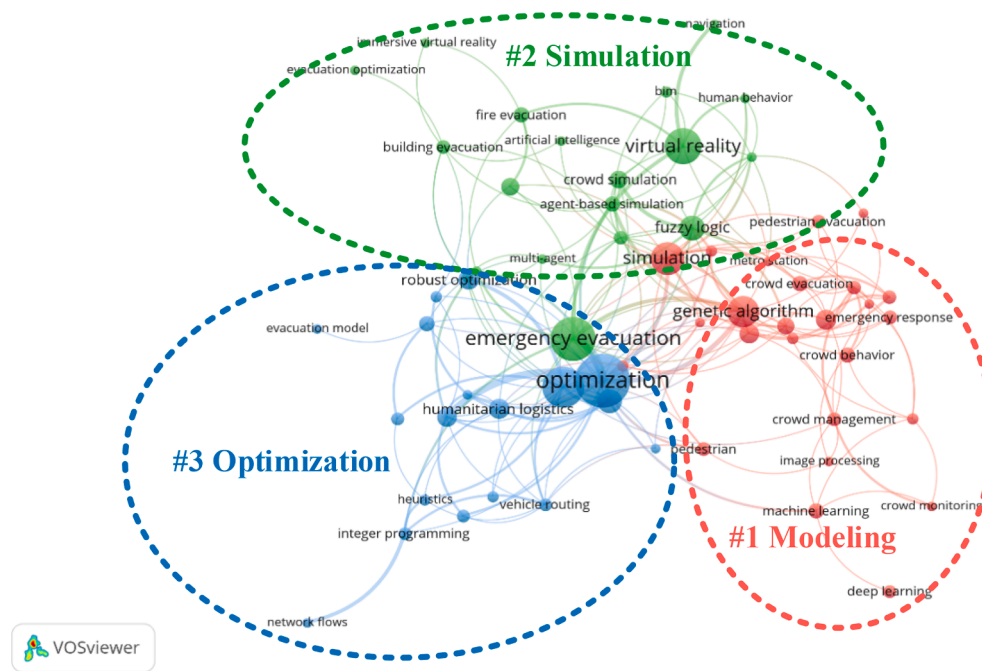 navigation
immersive virtual reality
#2 Simulation
evacuation optimization
bim
human behavior
fire evacuation
artificial intelligence
building evacuation
virtual reality
crowd simulation
agent-based simulation
pedestrian evacuation
fuzzy logic
multi-agent
simulation
metro station
robust optimization
crowd evacuation
genetic algorithm
emergency response
evacuation model
emergency evacuation
crowd behavior
optimization
humanitarian logistics
crowd management
pedestrian
#3 Optimization
image processing
heuristics
vehicle routing
crowd monitoring
machine learning
integer programming
#1 Modeling
deep learning
network flows
VOSviewer